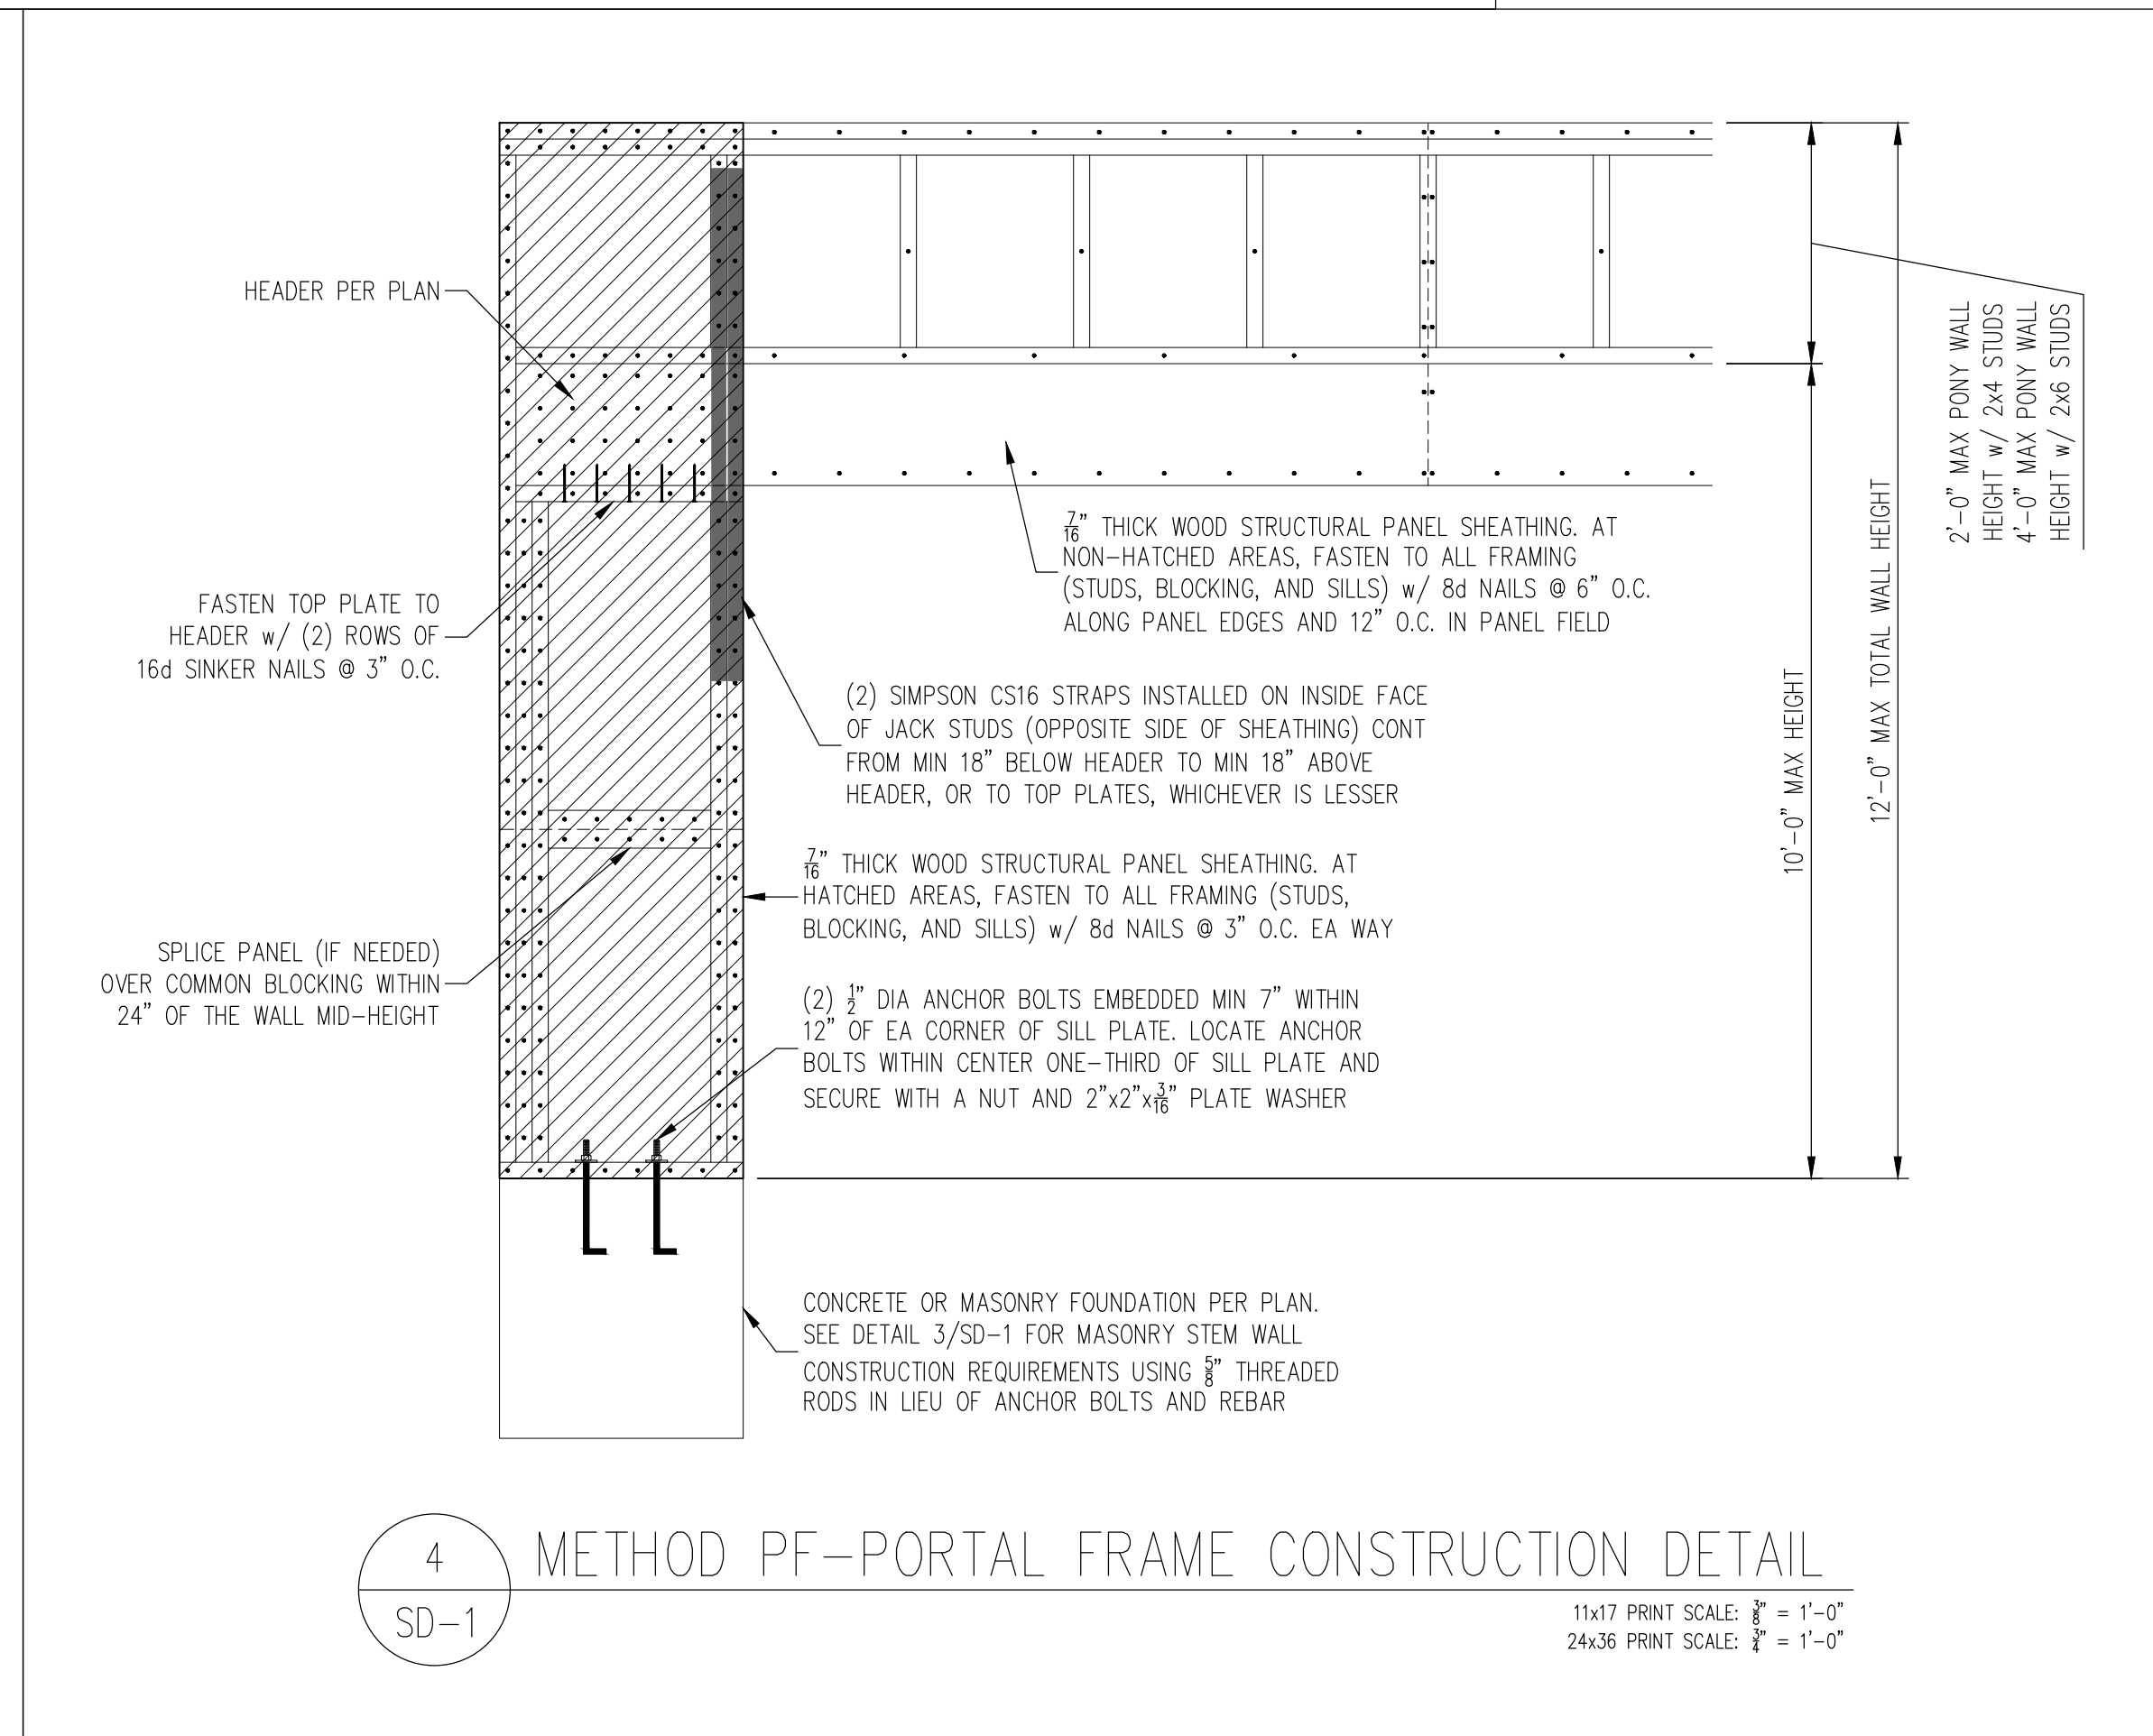 HEADER PER PLAN
FASTEN TOP PLATE TO
HEADER w/ (2) ROWS OF
16d SINKER NAILS @ 3" O.C.
SPLICE PANEL (IF NEEDED)
OVER COMMON BLOCKING WITHIN
24" OF THE WALL MID-HEIGHT
7/16" THICK WOOD STRUCTURAL PANEL SHEATHING. AT
NON-HATCHED AREAS, FASTEN TO ALL FRAMING
(STUDS, BLOCKING, AND SILLS) w/ 8d NAILS @ 6" O.C.
ALONG PANEL EDGES AND 12" O.C. IN PANEL FIELD
(2) SIMPSON CS16 STRAPS INSTALLED ON INSIDE FACE
OF JACK STUDS (OPPOSITE SIDE OF SHEATHING) CONT
FROM MIN 18" BELOW HEADER TO MIN 18" ABOVE
HEADER, OR TO TOP PLATES, WHICHEVER IS LESSER
7/16" THICK WOOD STRUCTURAL PANEL SHEATHING. AT
HATCHED AREAS, FASTEN TO ALL FRAMING (STUDS,
BLOCKING, AND SILLS) w/ 8d NAILS @ 3" O.C. EA WAY
(2) 1/2" DIA ANCHOR BOLTS EMBEDDED MIN 7" WITHIN
12" OF EA CORNER OF SILL PLATE. LOCATE ANCHOR
BOLTS WITHIN CENTER ONE-THIRD OF SILL PLATE AND
SECURE WITH A NUT AND 2"x2"x3/16" PLATE WASHER
CONCRETE OR MASONRY FOUNDATION PER PLAN.
SEE DETAIL 3/SD-1 FOR MASONRY STEM WALL
CONSTRUCTION REQUIREMENTS USING 5/8" THREADED
RODS IN LIEU OF ANCHOR BOLTS AND REBAR
10'-0" MAX HEIGHT
12'-0" MAX TOTAL WALL HEIGHT
2'-0" MAX PONY WALL
HEIGHT w/ 2x4 STUDS
4'-0" MAX PONY WALL
HEIGHT w/ 2x6 STUDS
4
SD-1
METHOD PF-PORTAL FRAME CONSTRUCTION DETAIL
11x17 PRINT SCALE: 3/8" = 1'-0"
24x36 PRINT SCALE: 3/4" = 1'-0"